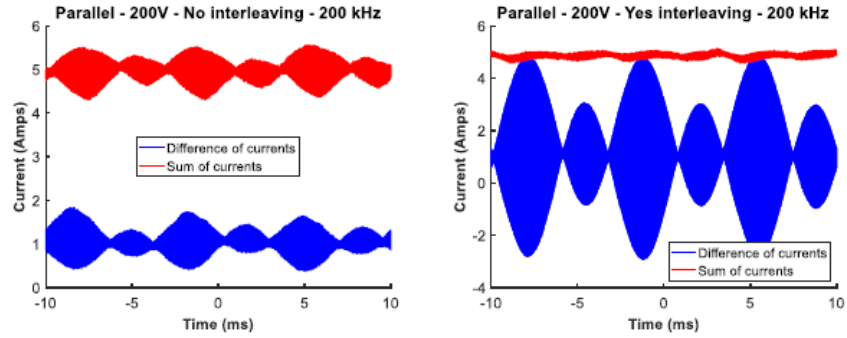 Parallel - 200V - No interleaving - 200 kHz
6
5
4
3
2
1
0
Current (Amps)
Difference of currents
Sum of currents
-10 -5 0 5 10
Time (ms)
Parallel - 200V - Yes interleaving - 200 kHz
6
4
2
0
-2
-4
Current (Amps)
Difference of currents
Sum of currents
-10 -5 0 5 10
Time (ms)